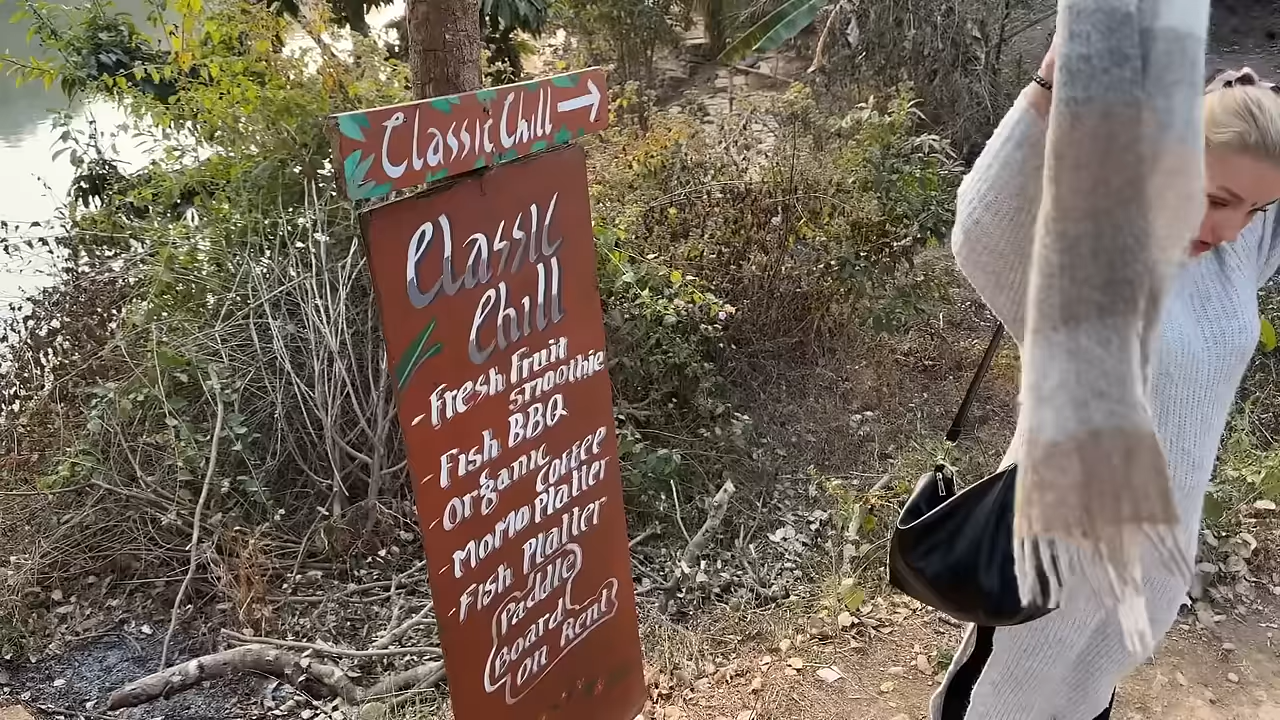 Classic Chill →
Classic
Chill
- Fresh Fruit
smoothie
- Fish BBQ
- Organic
Coffee
- MoMo Platter
- Fish Platter
Paddle
Board
on Rent